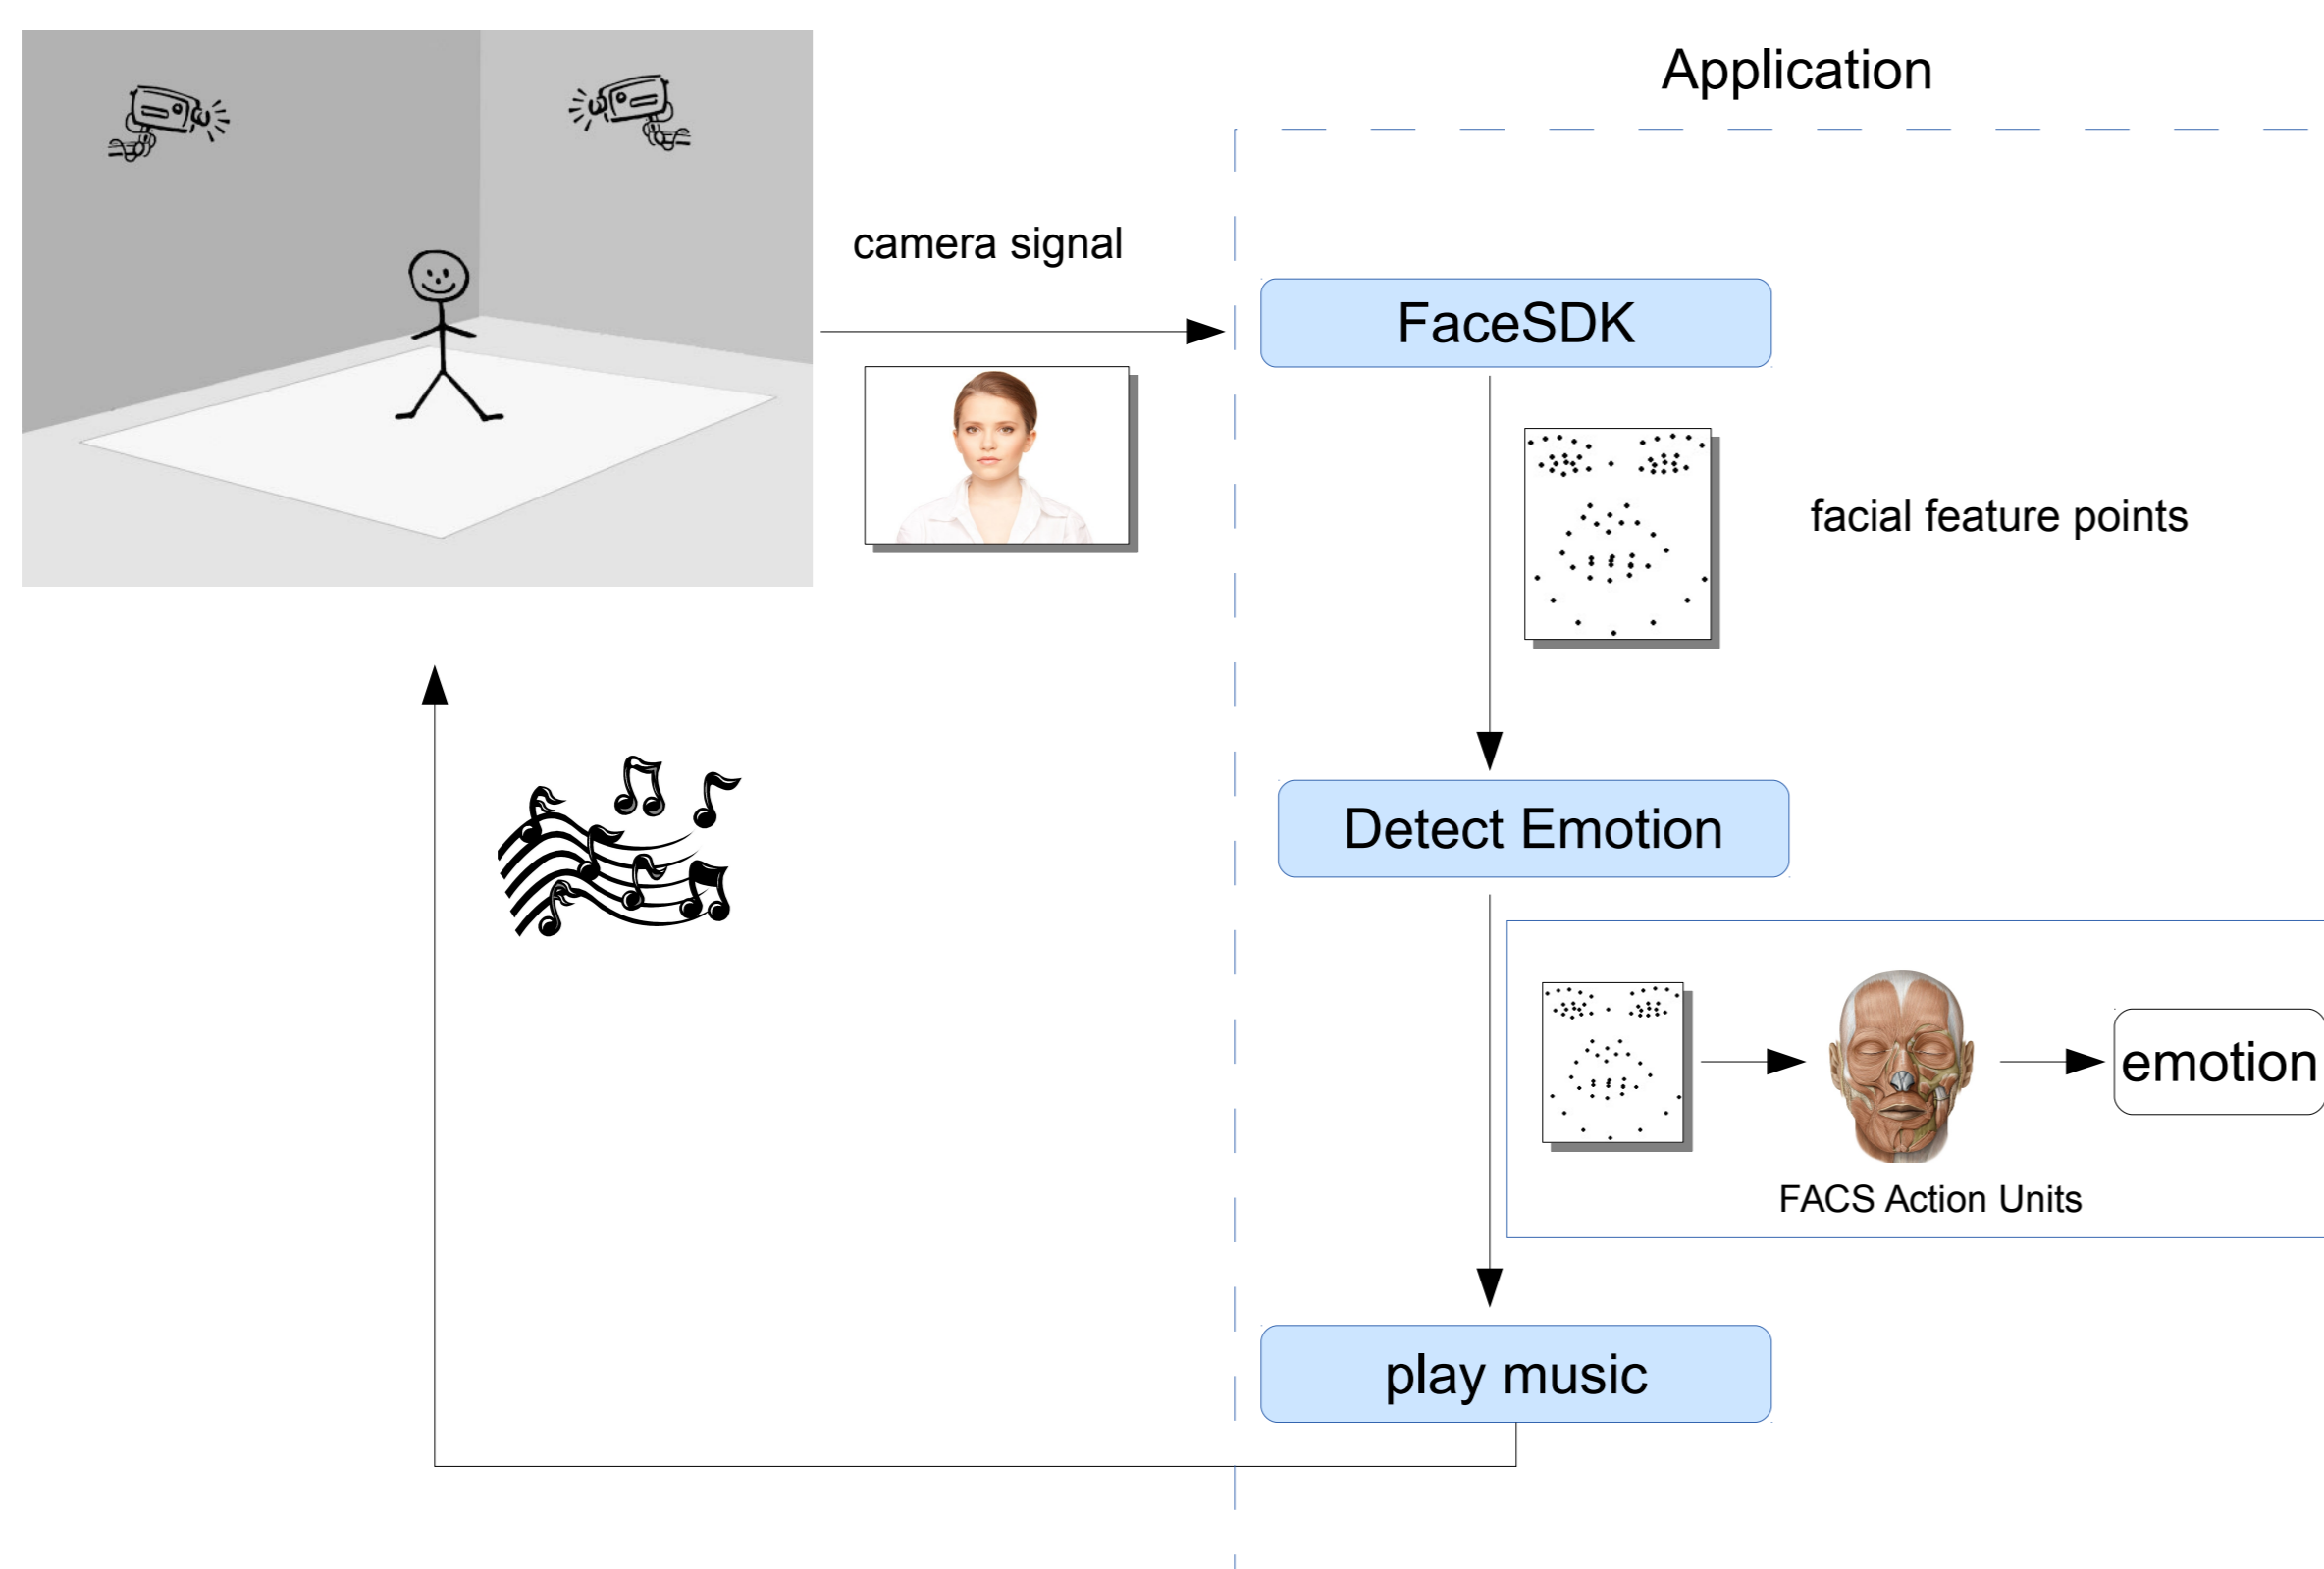 Application
camera signal
FaceSDK
facial feature points
Detect Emotion
emotion
FACS Action Units
play music